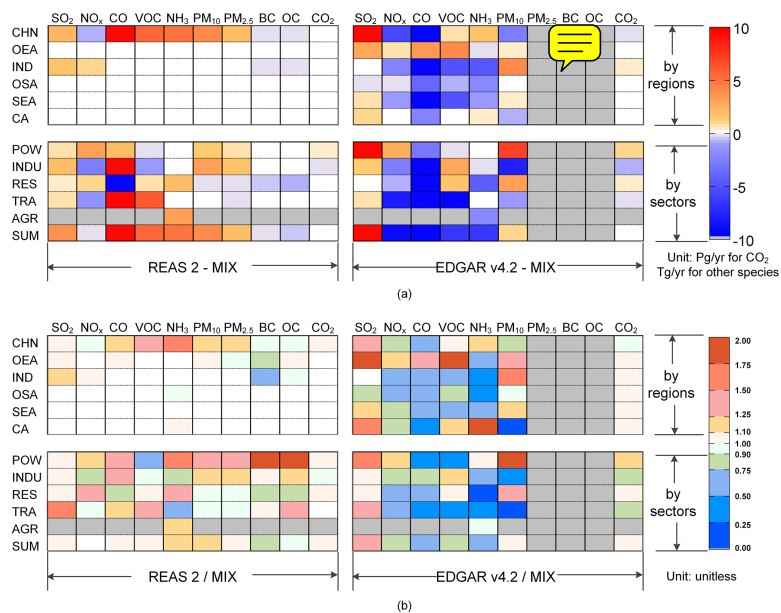 SO2 NOx CO VOC NH3 PM10 PM2.5 BC OC CO2 SO2 NOx CO VOC NH3 PM10 PM2.5 BC OC CO2
CHN
OEA
IND
OSA
SEA
CA
by
regions
POW
INDU
RES
TRA
AGR
SUM
by
sectors
10
5
0
-5
-10
REAS 2 - MIX
EDGAR v4.2 - MIX
Unit: Pg/yr for CO2
Tg/yr for other species
(a)
SO2 NOx CO VOC NH3 PM10 PM2.5 BC OC CO2 SO2 NOx CO VOC NH3 PM10 PM2.5 BC OC CO2
CHN
OEA
IND
OSA
SEA
CA
by
regions
POW
INDU
RES
TRA
AGR
SUM
by
sectors
2.00
1.75
1.50
1.25
1.10
1.00
0.90
0.75
0.50
0.25
0.00
REAS 2 / MIX
EDGAR v4.2 / MIX
Unit: unitless
(b)